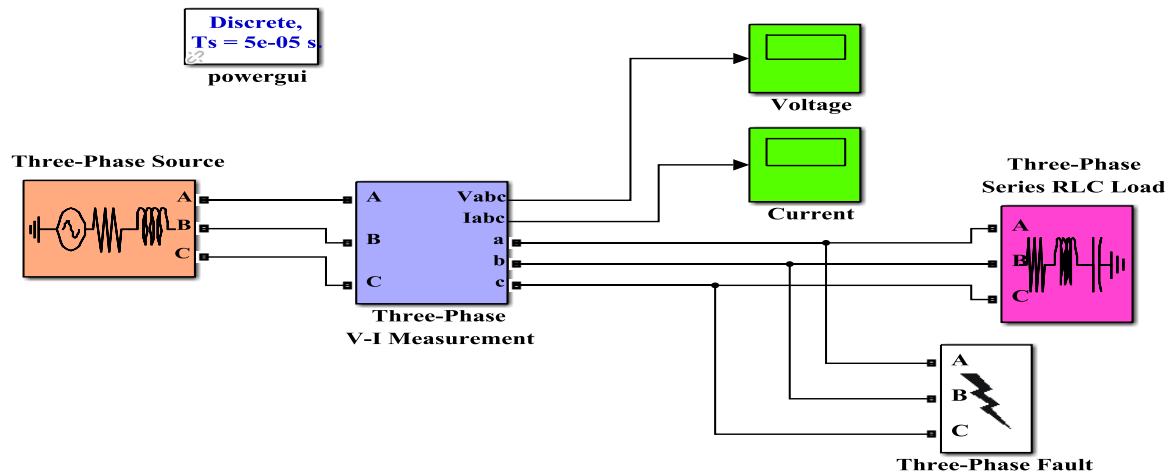 Discrete,
Ts = 5e-05 s.
powergui
Voltage
Three-Phase Source
A
B
C
A
B
C
Vabc
Iabc
a
b
c
Three-Phase
V-I Measurement
Current
Three-Phase
Series RLC Load
A
B
C
A
B
C
Three-Phase Fault